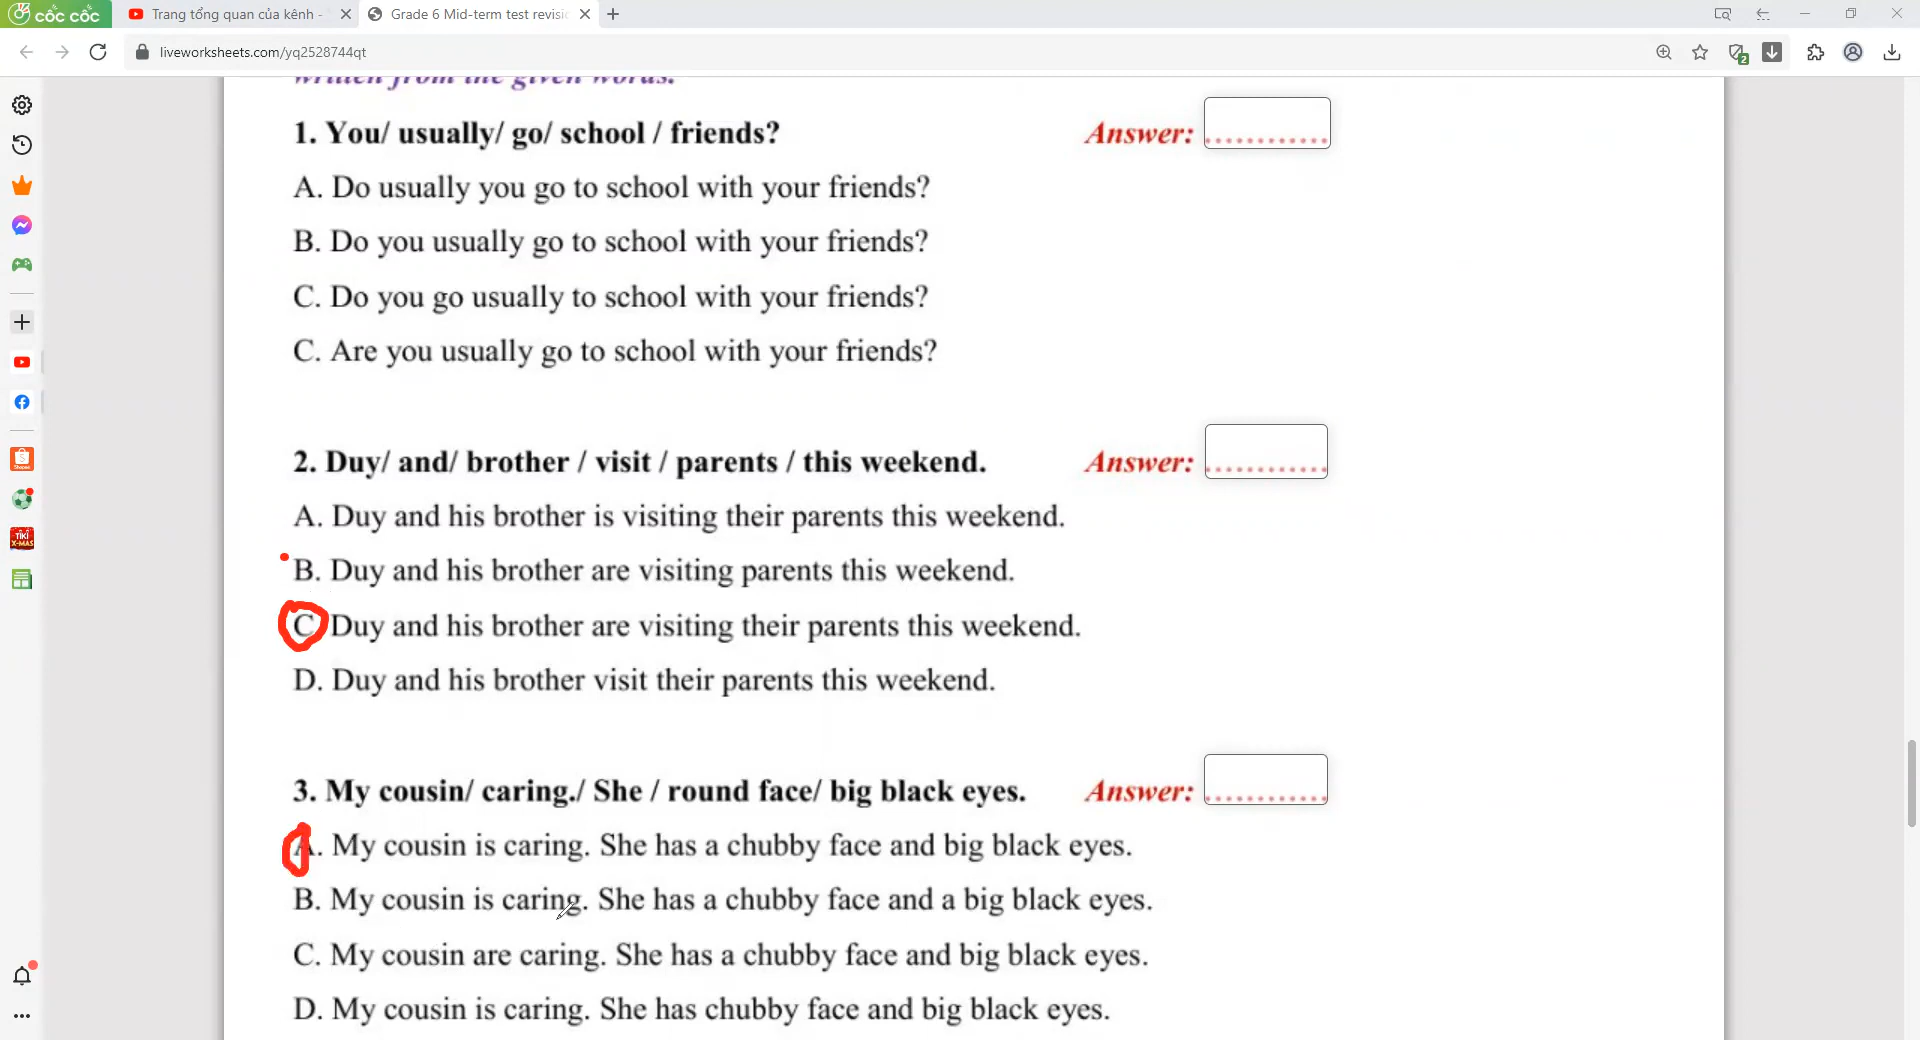 cốc cốc
Trang tổng quan của kênh -
Grade 6 Mid-term test revisi
liveworksheets.com/yq2528744qt
2
written from the given words.
1. You/ usually/ go/ school / friends?
Answer: ............
A. Do usually you go to school with your friends?
B. Do you usually go to school with your friends?
C. Do you go usually to school with your friends?
C. Are you usually go to school with your friends?
2. Duy/ and/ brother / visit / parents / this weekend.
Answer: ............
A. Duy and his brother is visiting their parents this weekend.
B. Duy and his brother are visiting parents this weekend.
C Duy and his brother are visiting their parents this weekend.
D. Duy and his brother visit their parents this weekend.
3. My cousin/ caring./ She / round face/ big black eyes.
Answer: ............
A. My cousin is caring. She has a chubby face and big black eyes.
B. My cousin is caring. She has a chubby face and a big black eyes.
C. My cousin are caring. She has a chubby face and big black eyes.
D. My cousin is caring. She has chubby face and big black eyes.
TIKI
X-MAS